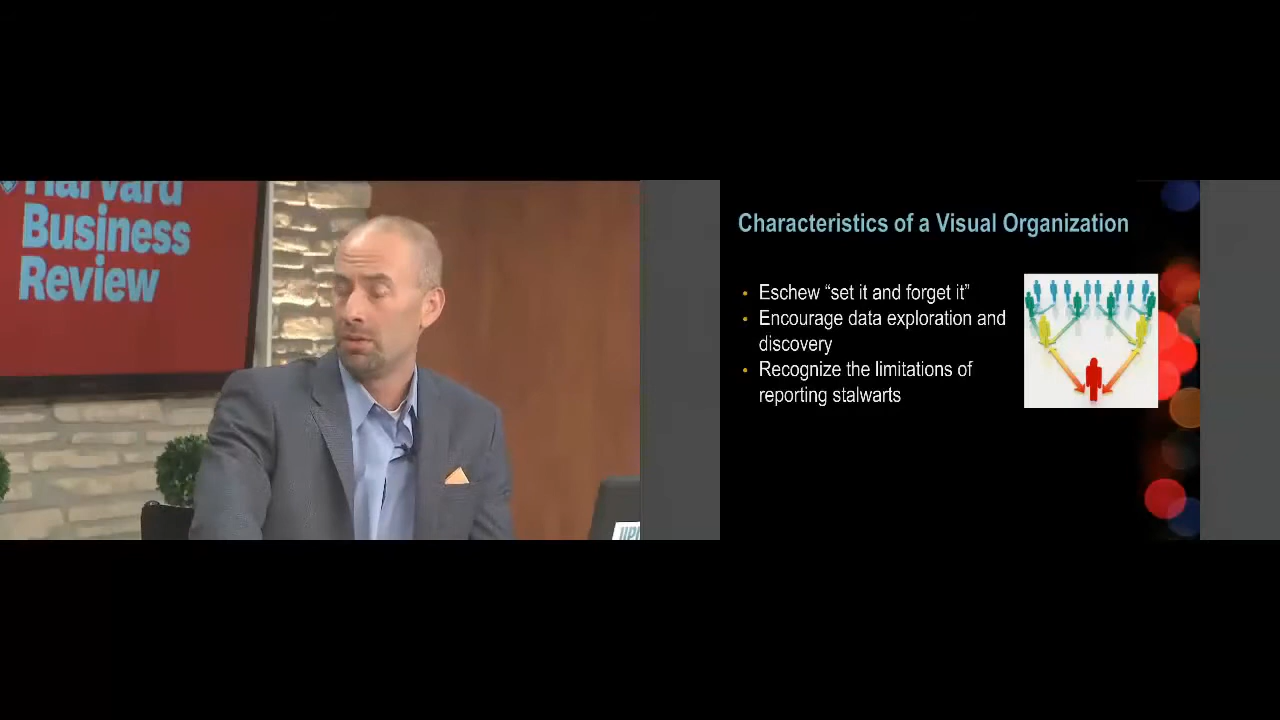 Harvard
Business
Review
Characteristics of a Visual Organization
• Eschew “set it and forget it”
• Encourage data exploration and
discovery
• Recognize the limitations of
reporting stalwarts